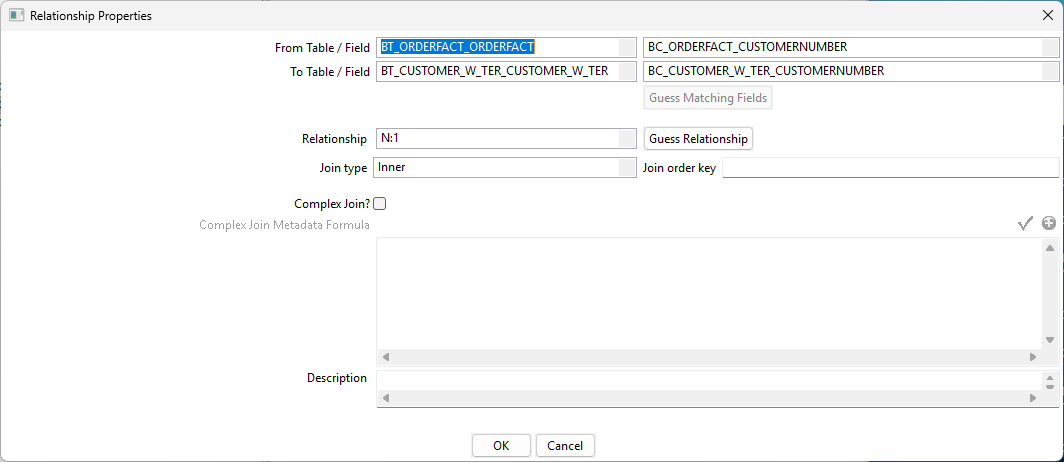 Relationship Properties
From Table / Field BT_ORDERFACT_ORDERFACT BC_ORDERFACT_CUSTOMERNUMBER
To Table / Field BT_CUSTOMER_W_TER_CUSTOMER_W_TER BC_CUSTOMER_W_TER_CUSTOMERNUMBER
Guess Matching Fields
Relationship N:1 Guess Relationship
Join type Inner Join order key
Complex Join?
Complex Join Metadata Formula
Description
OK Cancel